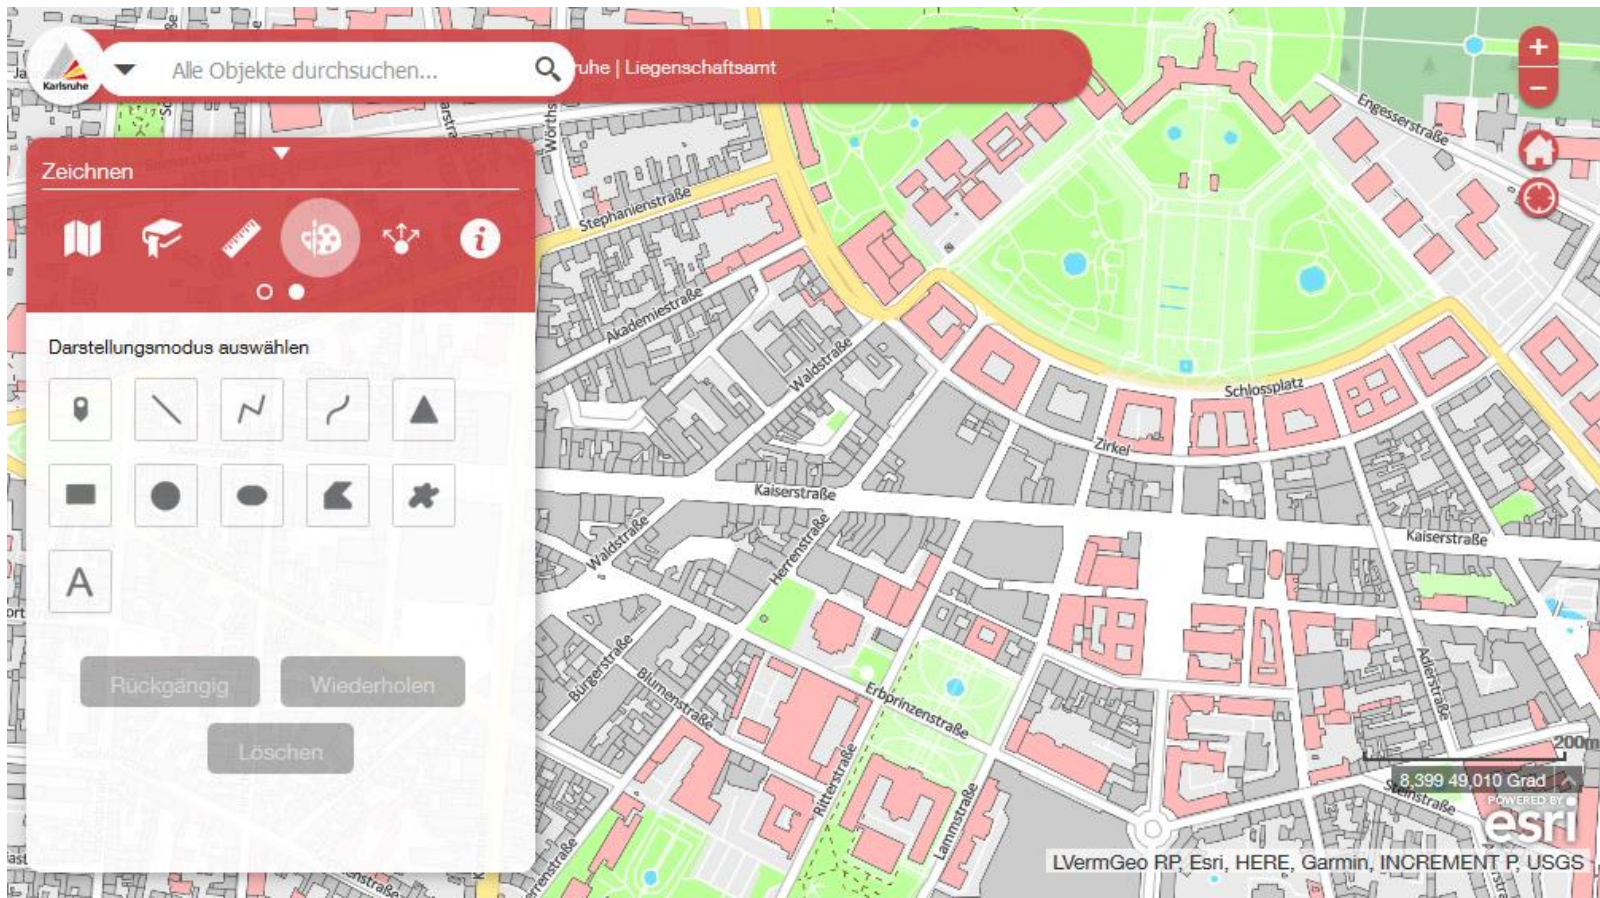 Karlsruhe
Alle Objekte durchsuchen...
ruhe | Liegenschaftsamt
Zeichnen
Darstellungsmodus auswählen
A
Rückgängig
Wiederholen
Löschen
Engesserstraße
Stephanienstraße
Akademiestraße
Waldstraße
Schlossplatz
Zirkel
Kaiserstraße
Kaiserstraße
Waldstraße
Herrenstraße
Bürgerstraße
Blumenstraße
Erbprinzenstraße
Adlerstraße
Ritterstraße
Lammstraße
Steinstraße
200m
8,399 49,010 Grad
POWERED BY
esri
LVermGeo RP, Esri, HERE, Garmin, INCREMENT P, USGS